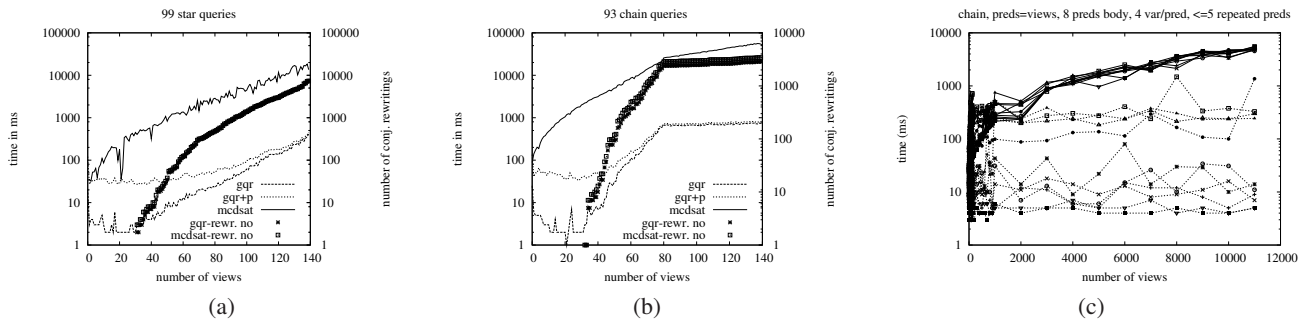 99 star queries
100000
10000
1000
100
10
1
100000
10000
1000
100
10
1
time in ms
number of conj. rewritings
gqr
gqr+p
mcdsat
gqr-rewr. no
mcdsat-rewr. no
0 20 40 60 80 100 120 140
number of views
(a)
93 chain queries
100000
10000
1000
100
10
1
10000
1000
100
10
1
time in ms
number of conj. rewritings
gqr
gqr+p
mcdsat
gqr-rewr. no
mcdsat-rewr. no
0 20 40 60 80 100 120 140
number of views
(b)
chain, preds=views, 8 preds body, 4 var/pred, <=5 repeated preds
10000
1000
100
10
1
time (ms)
0 2000 4000 6000 8000 10000 12000
number of views
(c)